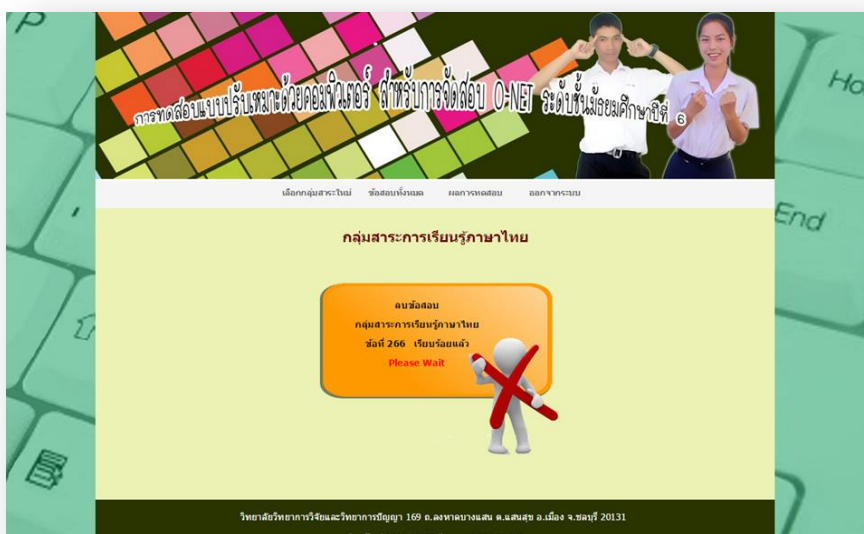 การทดสอบแบบปรับเหมาะด้วยคอมพิวเตอร์ สำหรับการจัดสอบ O-NET ระดับชั้นมัธยมศึกษาปีที่ 6
เลือกกลุ่มสาระใหม่ ข้อสอบทั้งหมด ผลการทดสอบ ออกจากระบบ
กลุ่มสาระการเรียนรู้ภาษาไทย
ลบข้อสอบ
กลุ่มสาระการเรียนรู้ภาษาไทย
ข้อที่ 266 เรียบร้อยแล้ว
Please Wait
วิทยาลัยวิทยาการวิจัยและวิทยาการปัญญา 169 ถ.ลงหาดบางแสน ต.แสนสุข อ.เมือง จ.ชลบุรี 20131
P
Ho
End